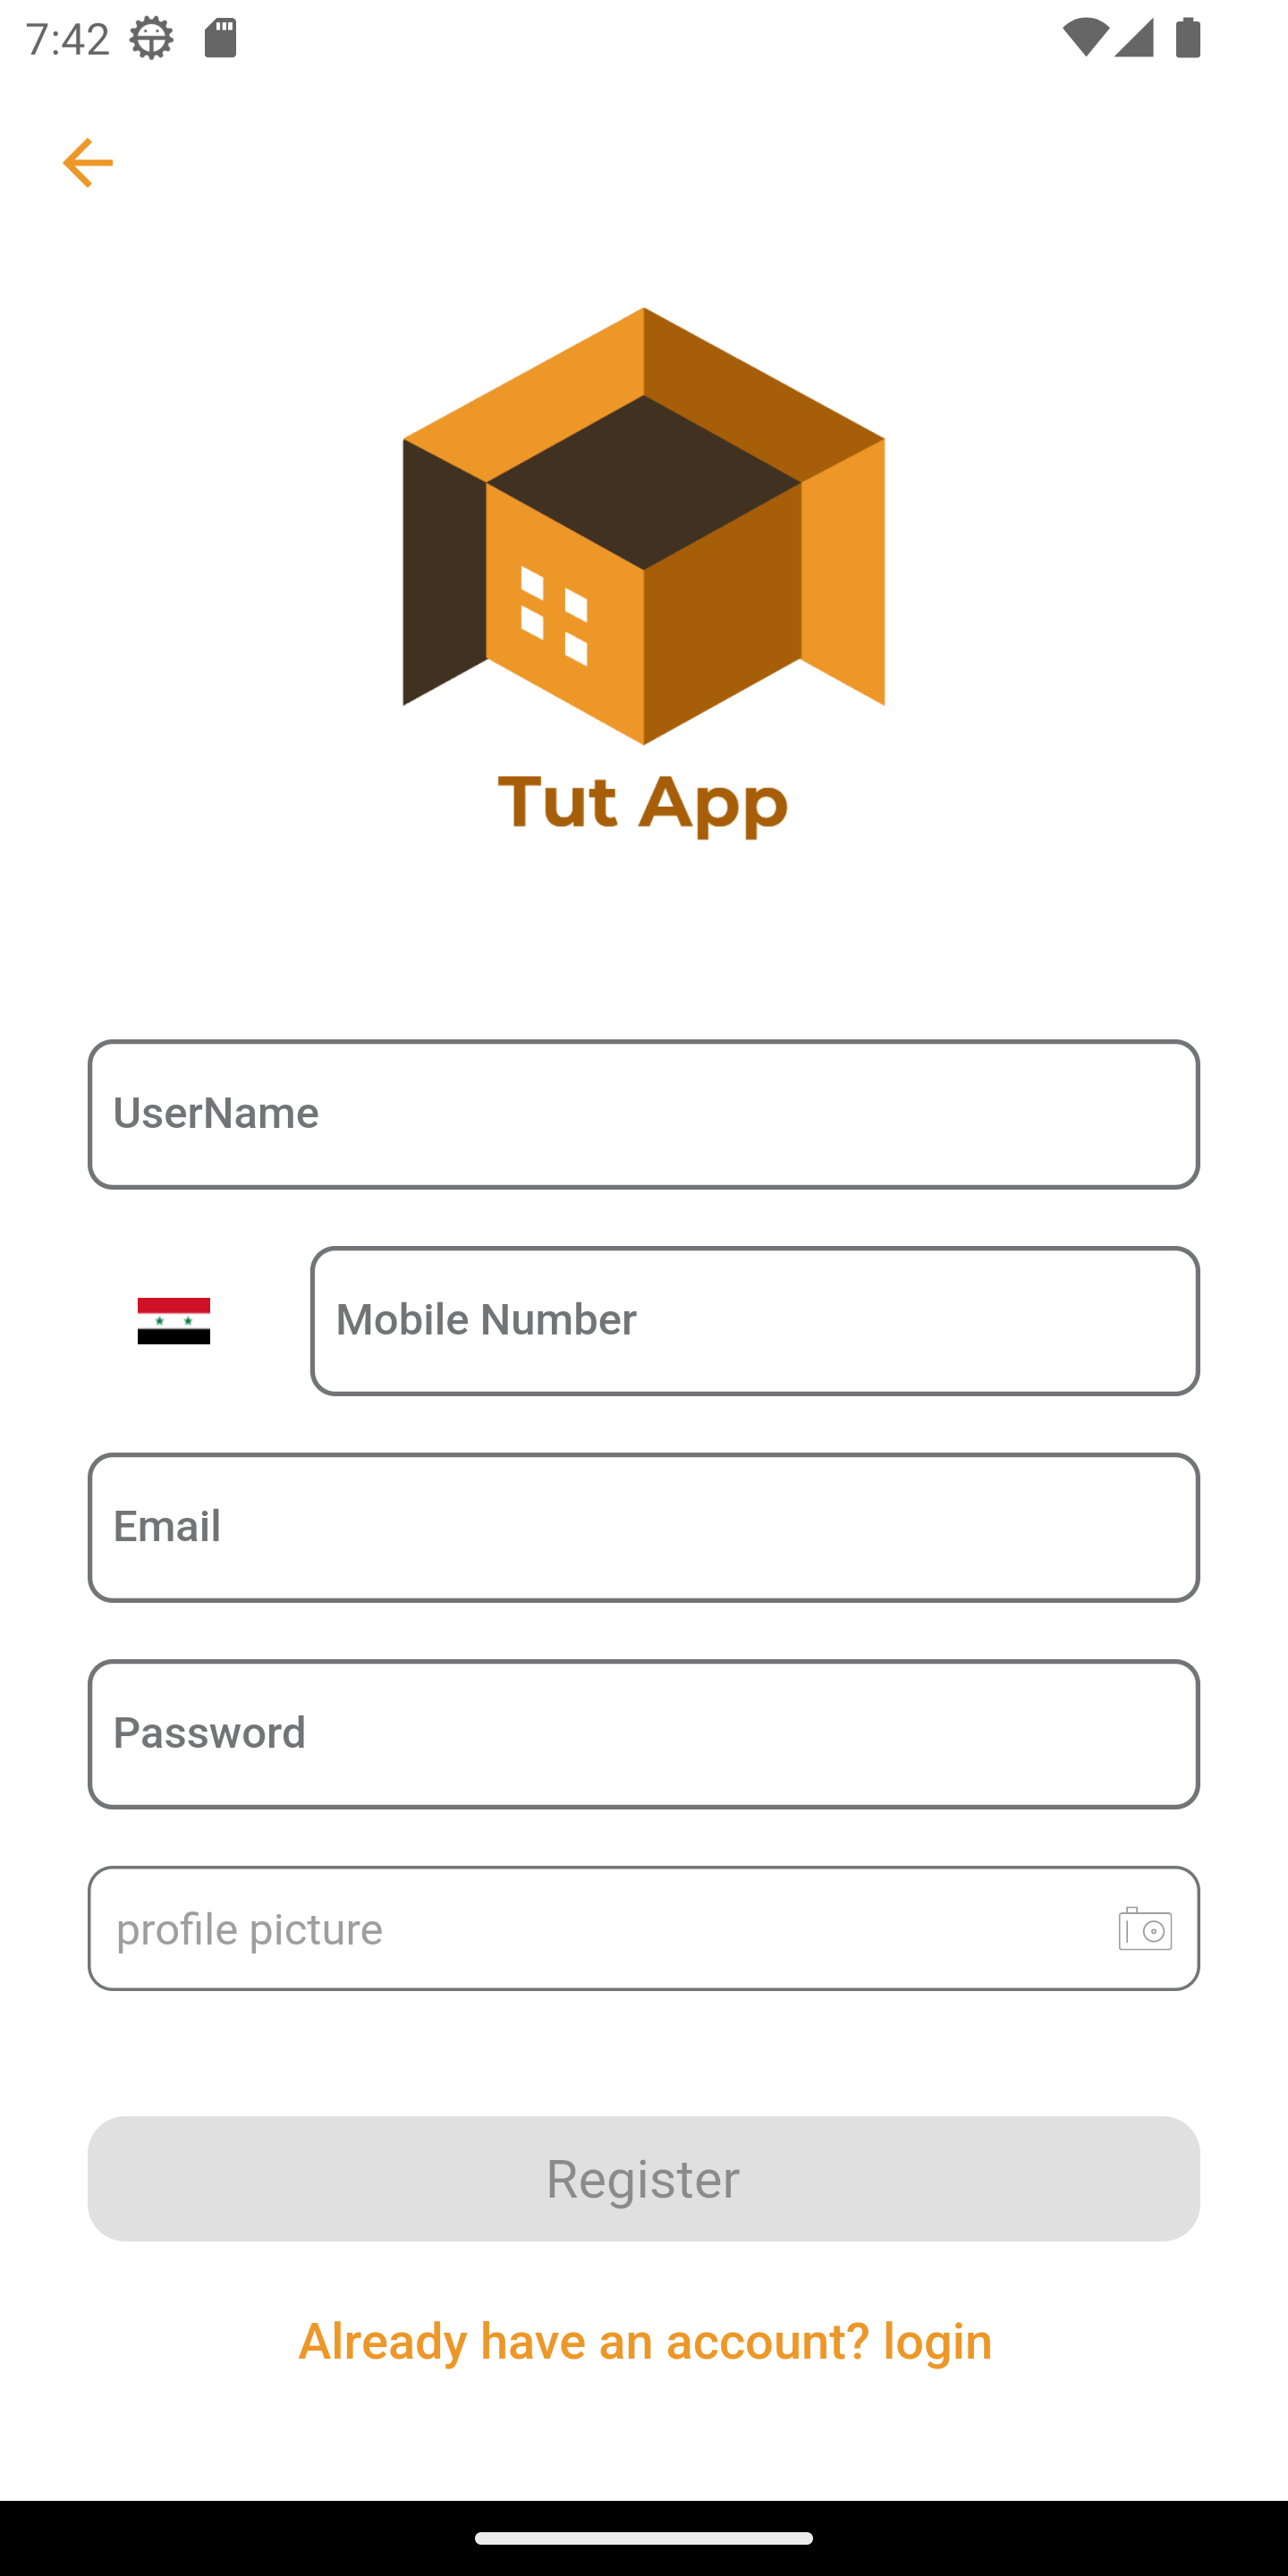 7:42
Tut App
UserName
Mobile Number
Email
Password
profile picture
Register
Already have an account? login